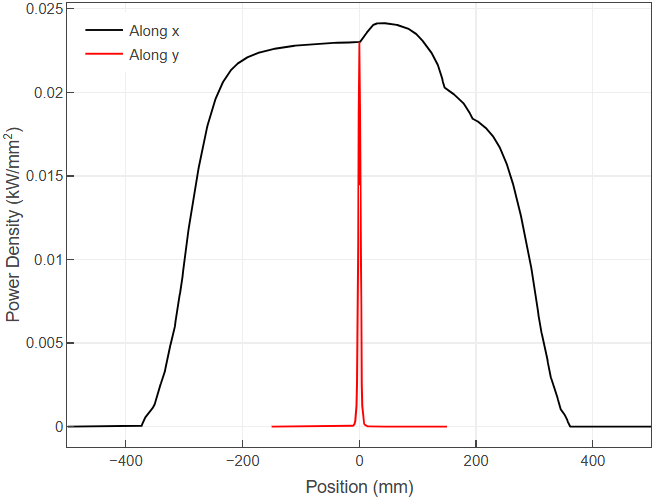 Along x
Along y
Power Density (kW/mm²)
0.025
0.02
0.015
0.01
0.005
0
−400
−200
0
200
400
Position (mm)